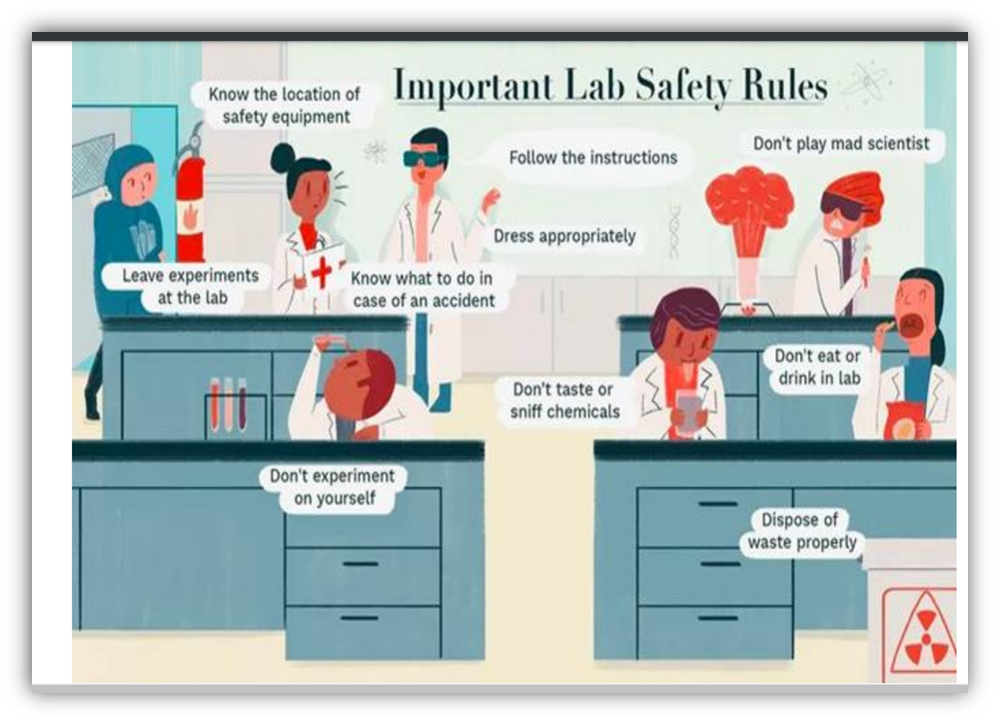 Important Lab Safety Rules
Know the location of
safety equipment
Follow the instructions
Don't play mad scientist
Dress appropriately
Leave experiments
at the lab
Know what to do in
case of an accident
Don't eat or
drink in lab
Don't taste or
sniff chemicals
Don't experiment
on yourself
Dispose of
waste properly